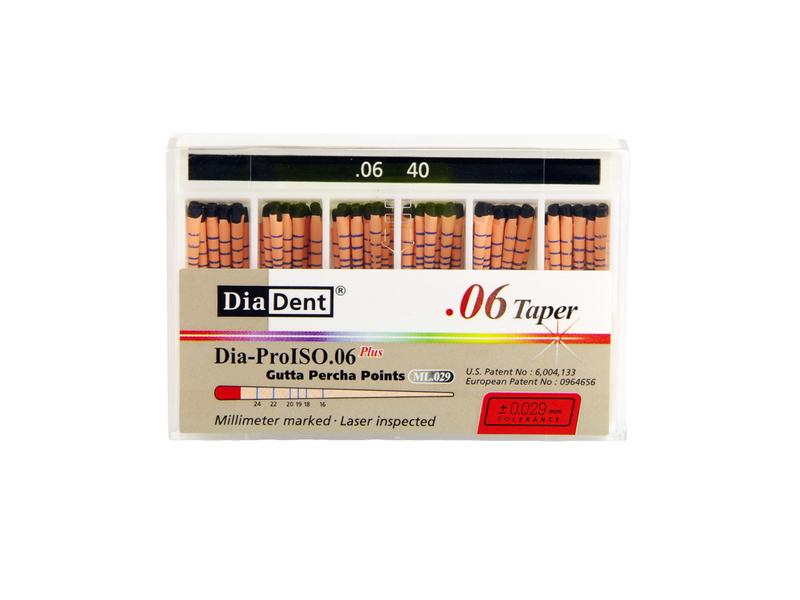 .06 40
DiaDent®
.06 Taper
Dia-ProISO.06 Plus
Gutta Percha Points ML.029
U.S. Patent No : 6,004,133
European Patent No : 0964656
24 22 20 19 18 16
± 0.029 mm
TOLERANCE
Millimeter marked · Laser inspected